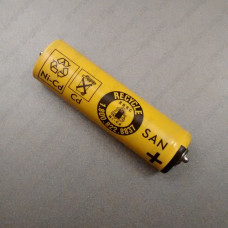 Ni-Cd
Cd
RECYCLE
1.800.822.8837
SAN
+